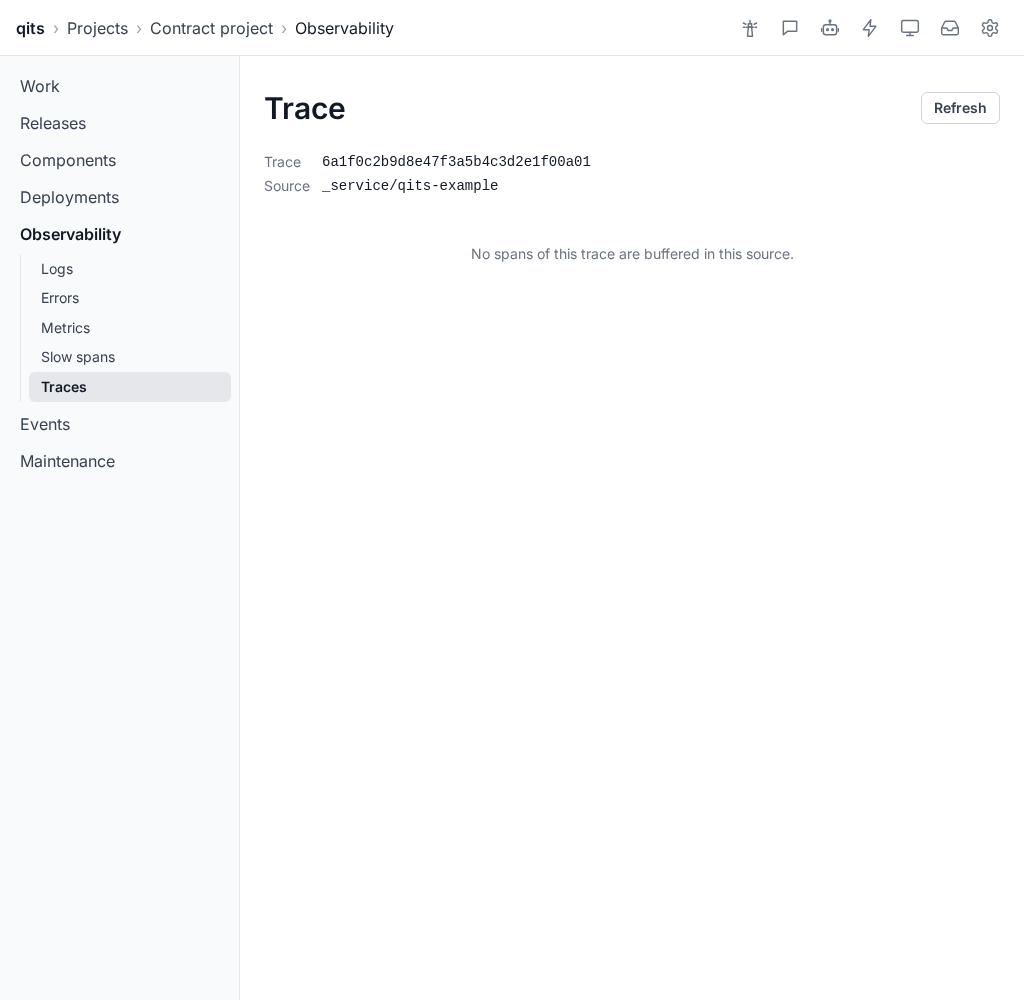 qits › Projects › Contract project › Observability
Work
Releases
Components
Deployments
Observability
Logs
Errors
Metrics
Slow spans
Traces
Events
Maintenance
Trace
Refresh
Trace 6a1f0c2b9d8e47f3a5b4c3d2e1f00a01
Source _service/qits-example
No spans of this trace are buffered in this source.